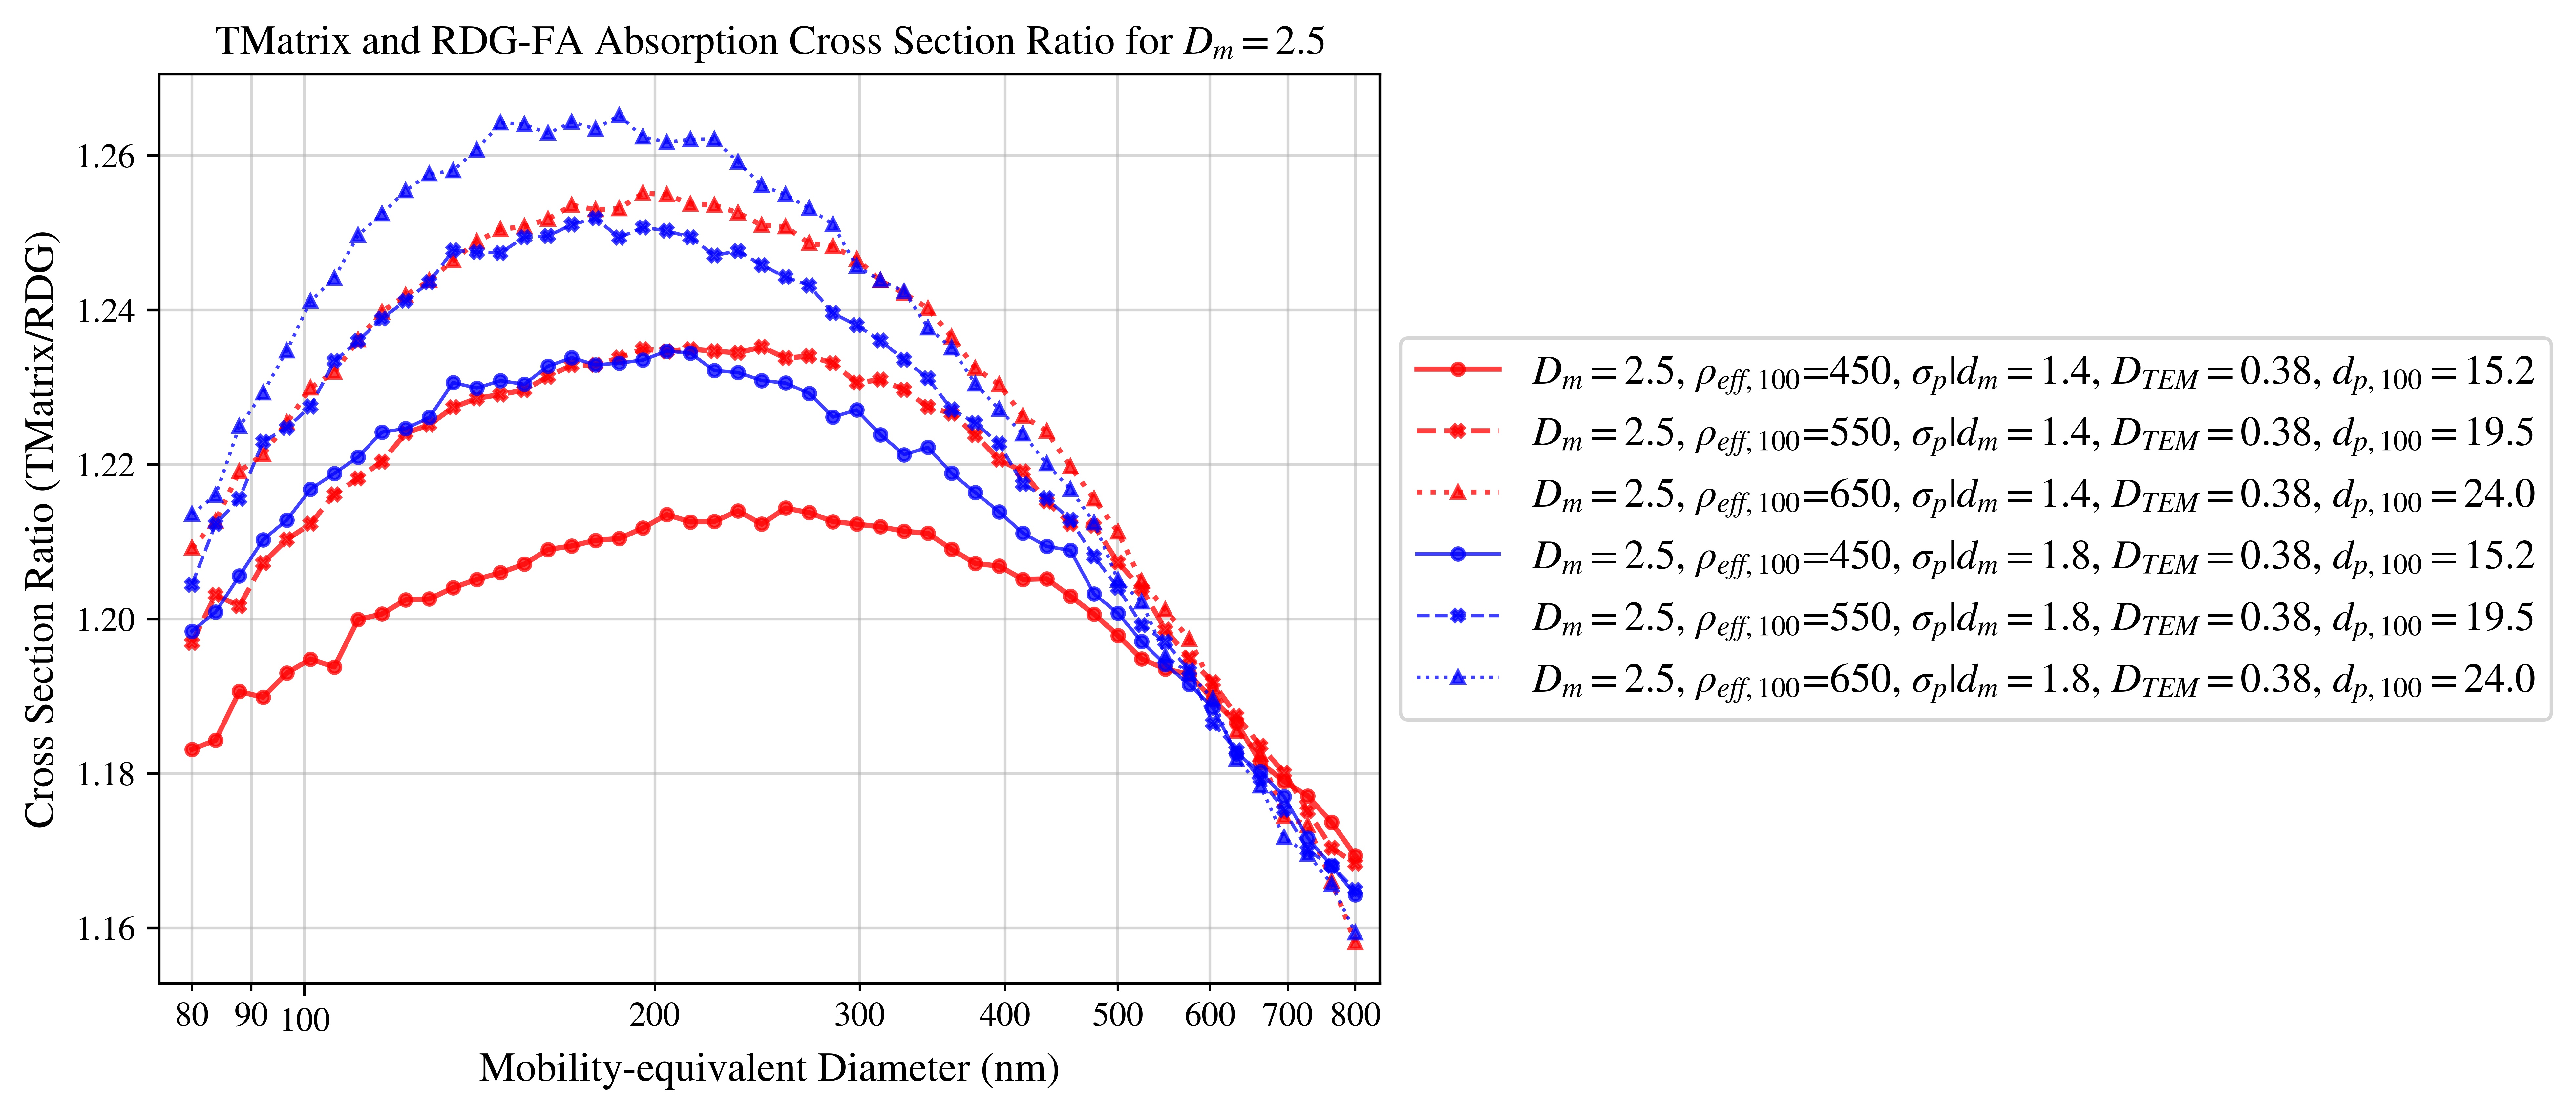 TMatrix and RDG-FA Absorption Cross Section Ratio for D_m = 2.5
Cross Section Ratio (TMatrix/RDG)
1.26
1.24
1.22
1.20
1.18
1.16
80 90 100 200 300 400 500 600 700 800
Mobility-equivalent Diameter (nm)
D_m = 2.5, ρ_eff,100=450, σ_p|d_m = 1.4, D_TEM = 0.38, d_p,100 = 15.2
D_m = 2.5, ρ_eff,100=550, σ_p|d_m = 1.4, D_TEM = 0.38, d_p,100 = 19.5
D_m = 2.5, ρ_eff,100=650, σ_p|d_m = 1.4, D_TEM = 0.38, d_p,100 = 24.0
D_m = 2.5, ρ_eff,100=450, σ_p|d_m = 1.8, D_TEM = 0.38, d_p,100 = 15.2
D_m = 2.5, ρ_eff,100=550, σ_p|d_m = 1.8, D_TEM = 0.38, d_p,100 = 19.5
D_m = 2.5, ρ_eff,100=650, σ_p|d_m = 1.8, D_TEM = 0.38, d_p,100 = 24.0